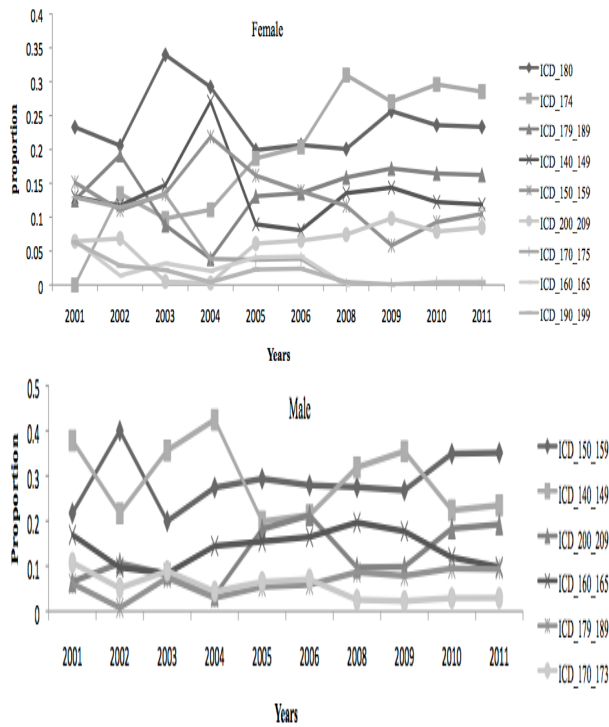 Female
0.4
0.35
0.3
0.25
0.2
0.15
0.1
0.05
0
proportion
2001 2002 2003 2004 2005 2006 2008 2009 2010 2011
Years
ICD_180
ICD_174
ICD_179_189
ICD_140_149
ICD_150_159
ICD_200_209
ICD_170_175
ICD_160_165
ICD_190_199
Male
0.5
0.4
0.3
0.2
0.1
0
Proportion
2001 2002 2003 2004 2005 2006 2008 2009 2010 2011
Years
ICD_150_159
ICD_140_149
ICD_200_209
ICD_160_165
ICD_179_189
ICD_170_173